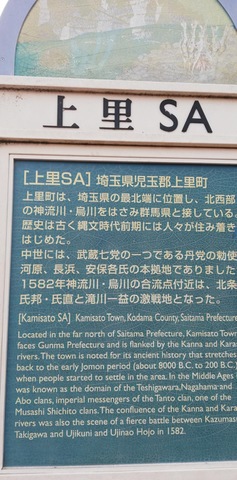 上里 SA
[上里SA] 埼玉県児玉郡上里町
上里町は、埼玉県の最北端に位置し、北西部
の神流川・烏川をはさみ群馬県と接している。
歴史は古く縄文時代前期には人々が住み着き
はじめた。
中世には、武蔵七党の一つである丹党の勅使
河原、長浜、安保各氏の本拠地でありました
1582年神流川・烏川の合流点付近は、北条
氏邦・氏直と滝川一益の激戦地となった。
[Kamisato SA] Kamisato Town, Kodama County, Saitama Prefecture
Located in the far north of Saitama Prefecture, Kamisato Town
faces Gunma Prefecture and is flanked by the Kanna and Kara
rivers. The town is noted for its ancient history that stretches
back to the early Jomon period (about 8000 B.C. to 200 B.C.)
when people started to settle in the area. In the Middle Ages
was known as the domain of the Teshigawara, Nagahama and
Abo clans, imperial messengers of the Tanto clan, one of the
Musashi Shichito clans. The confluence of the Kanna and Kara
rivers was also the scene of a fierce battle between Kazumasu
Takigawa and Ujikuni and Ujinao Hojo in 1582.